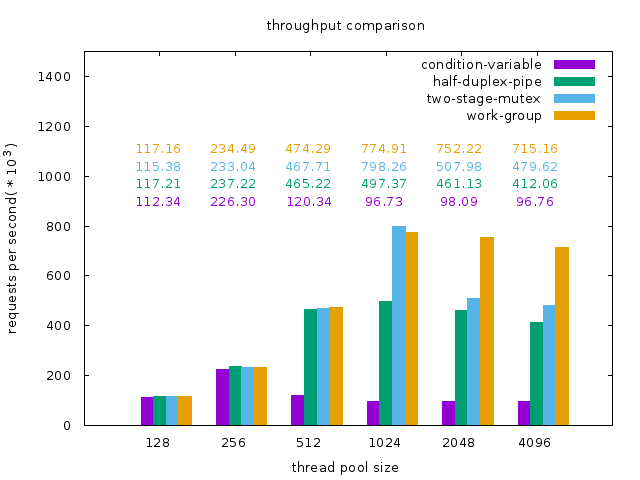 throughput comparison
requests per second( * 10^3)
1400
1200
1000
800
600
400
200
0
condition-variable
half-duplex-pipe
two-stage-mutex
work-group
117.16 234.49 474.29 774.91 752.22 715.16
115.38 233.04 467.71 798.26 507.98 479.62
117.21 237.22 465.22 497.37 461.13 412.06
112.34 226.30 120.34 96.73 98.09 96.76
128 256 512 1024 2048 4096
thread pool size